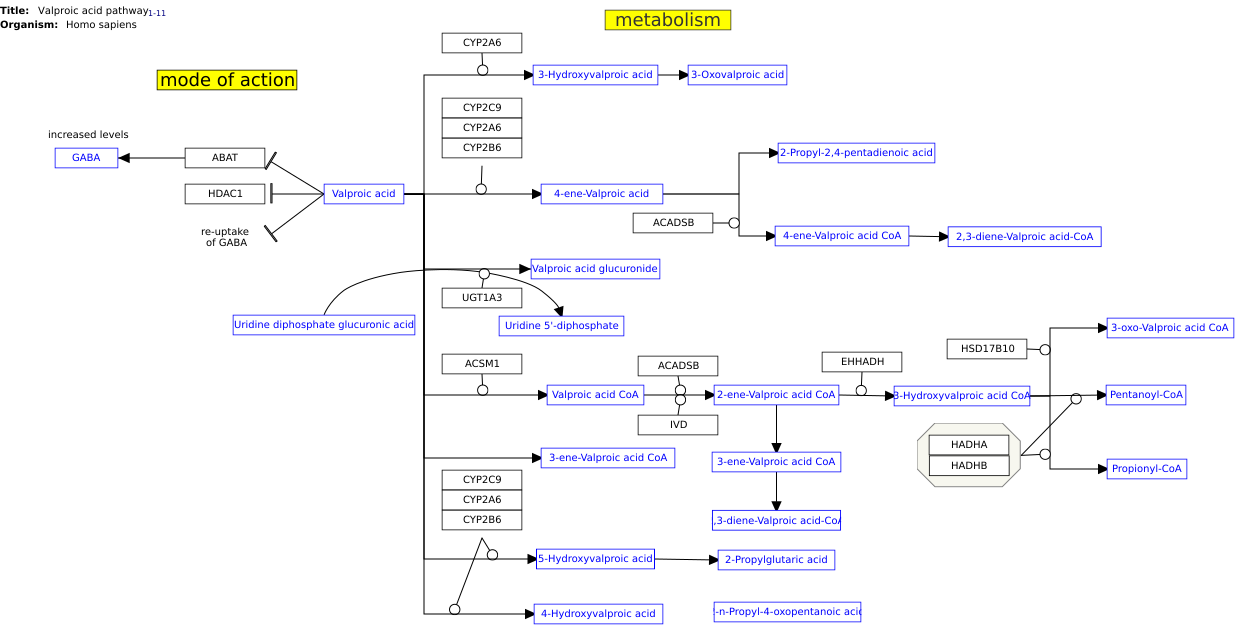 Title: Valproic acid pathway1-11
Organism: Homo sapiens
metabolism
mode of action
CYP2A6
3-Hydroxyvalproic acid
3-Oxovalproic acid
CYP2C9
CYP2A6
CYP2B6
increased levels
GABA
ABAT
HDAC1
re-uptake
of GABA
Valproic acid
4-ene-Valproic acid
2-Propyl-2,4-pentadienoic acid
ACADSB
4-ene-Valproic acid CoA
2,3-diene-Valproic acid-CoA
Valproic acid glucuronide
UGT1A3
Uridine diphosphate glucuronic acid
Uridine 5'-diphosphate
ACSM1
Valproic acid CoA
ACADSB
IVD
2-ene-Valproic acid CoA
EHHADH
3-Hydroxyvalproic acid CoA
HSD17B10
3-oxo-Valproic acid CoA
Pentanoyl-CoA
HADHA
HADHB
Propionyl-CoA
3-ene-Valproic acid CoA
3-ene-Valproic acid CoA
,3-diene-Valproic acid-CoA
CYP2C9
CYP2A6
CYP2B6
5-Hydroxyvalproic acid
2-Propylglutaric acid
4-Hydroxyvalproic acid
-n-Propyl-4-oxopentanoic acid